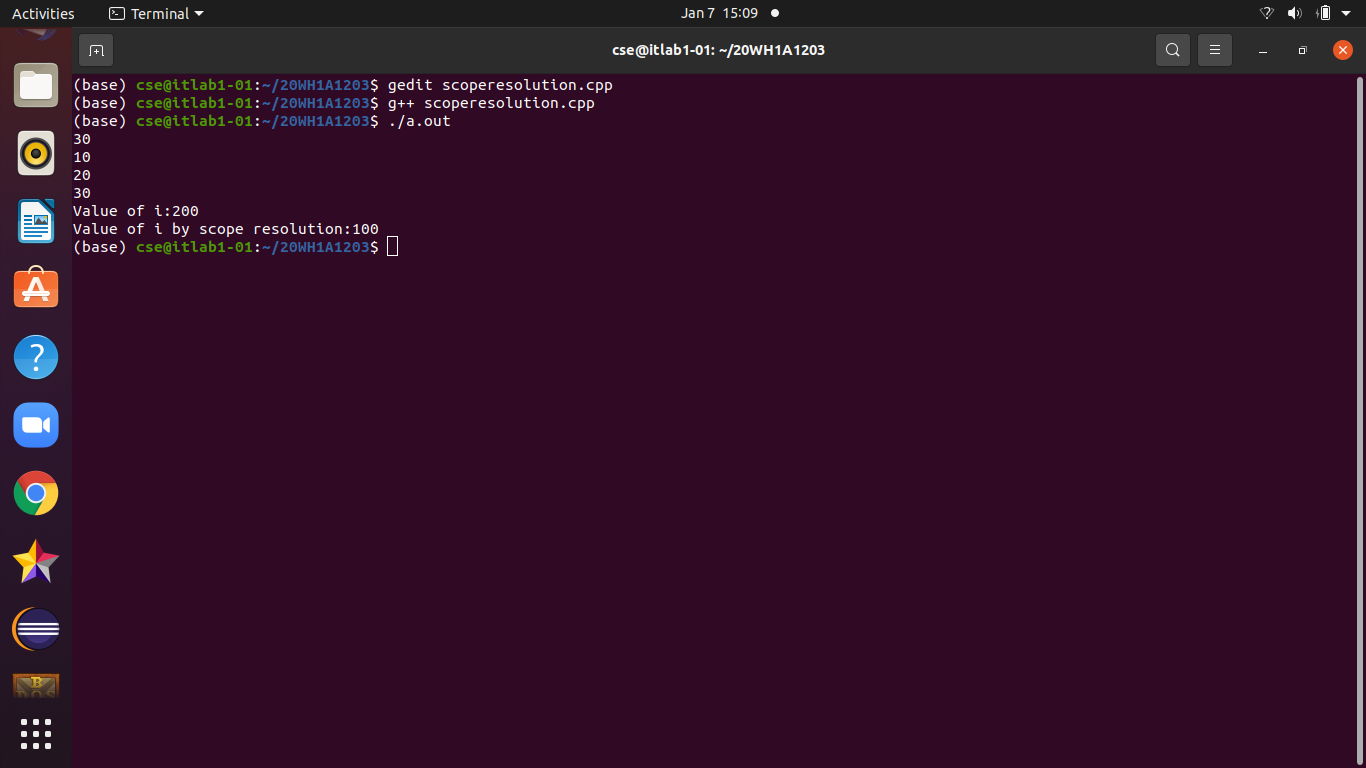 Activities Terminal Jan 7 15:09
cse@itlab1-01: ~/20WH1A1203
(base) cse@itlab1-01:~/20WH1A1203$ gedit scoperesolution.cpp
(base) cse@itlab1-01:~/20WH1A1203$ g++ scoperesolution.cpp
(base) cse@itlab1-01:~/20WH1A1203$ ./a.out
30
10
20
30
Value of i:200
Value of i by scope resolution:100
(base) cse@itlab1-01:~/20WH1A1203$